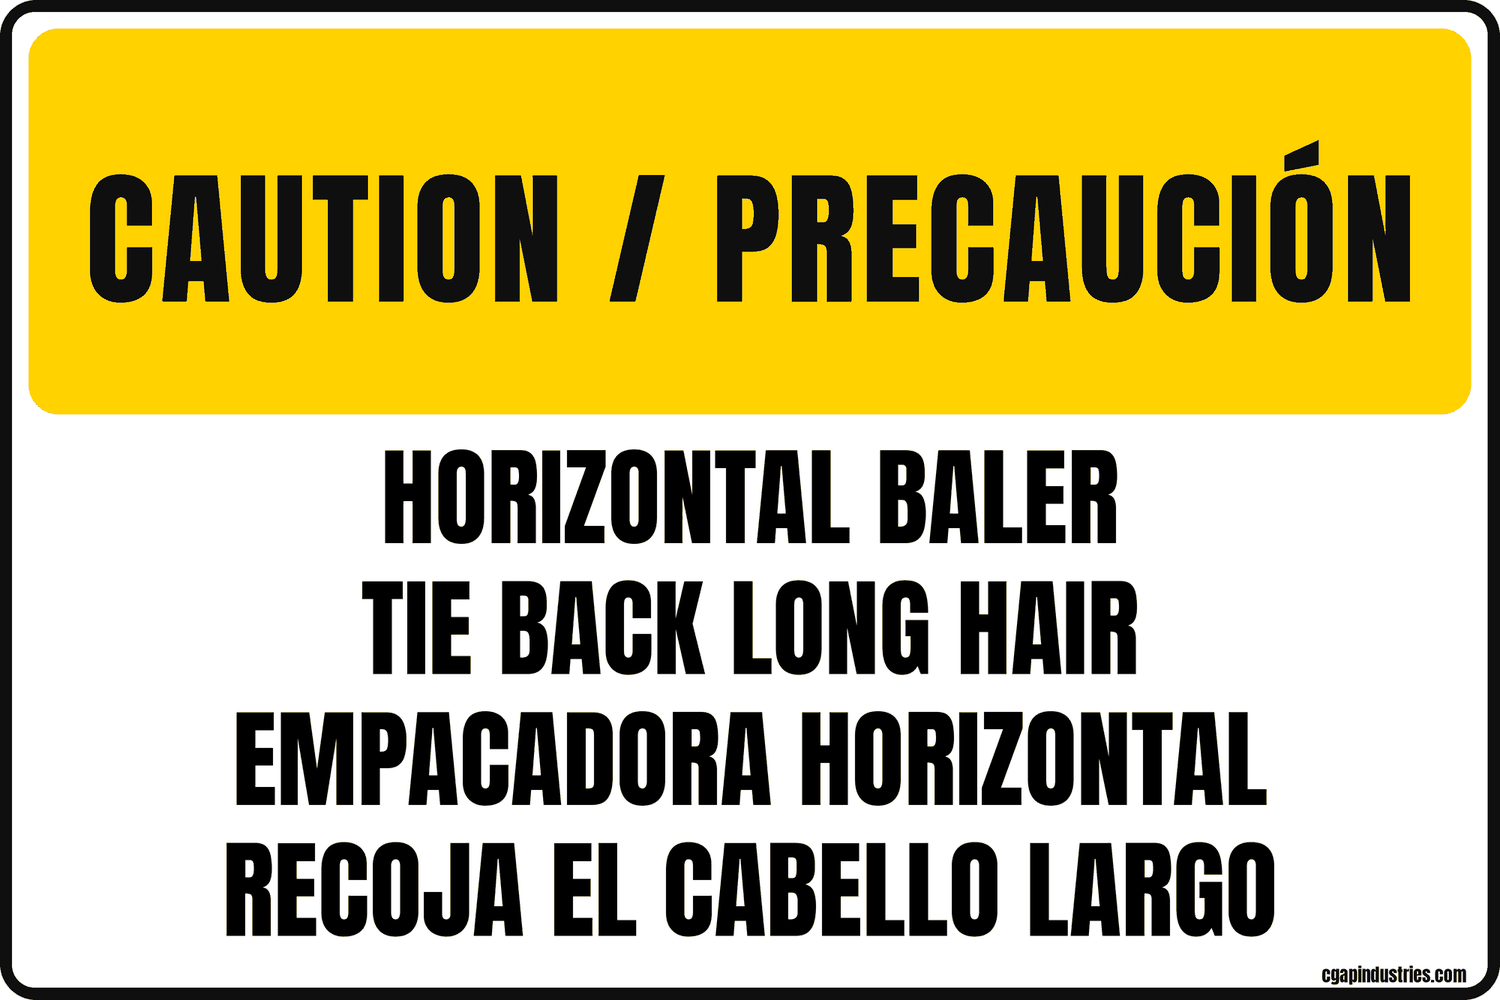 CAUTION / PRECAUCIÓN
HORIZONTAL BALER
TIE BACK LONG HAIR
EMPACADORA HORIZONTAL
RECOJA EL CABELLO LARGO
cgapindustries.com